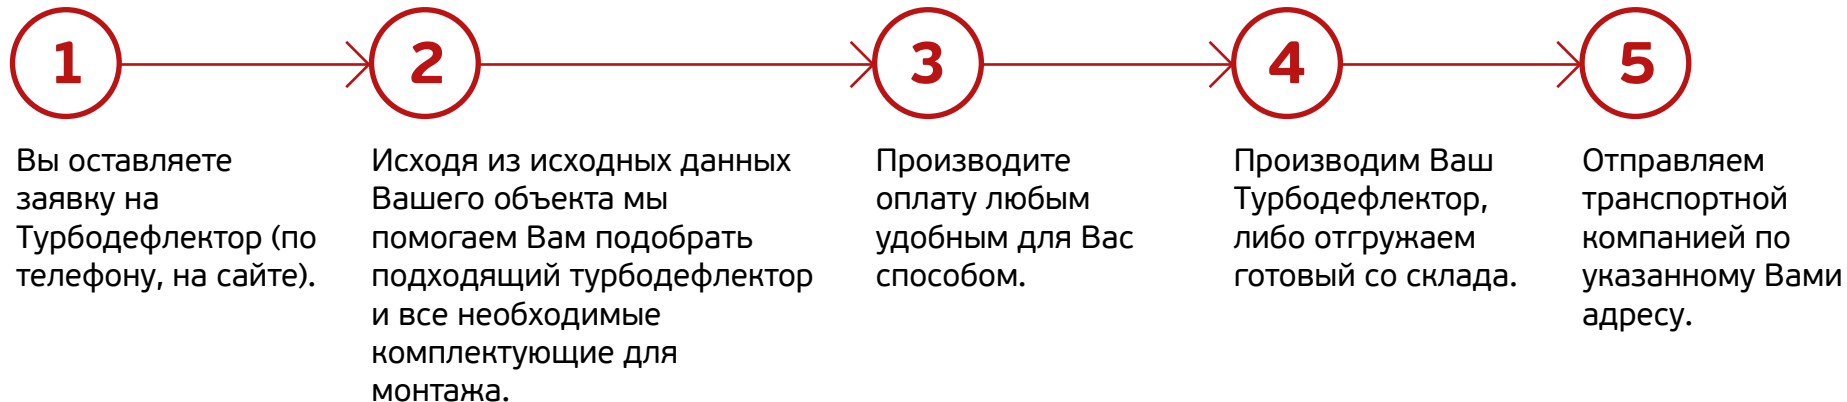 1
Вы оставляете
заявку на
Турбодефлектор (по
телефону, на сайте).
2
Исходя из исходных данных
Вашего объекта мы
помогаем Вам подобрать
подходящий турбодефлектор
и все необходимые
комплектующие для
монтажа.
3
Производите
оплату любым
удобным для Вас
способом.
4
Производим Ваш
Турбодефлектор,
либо отгружаем
готовый со склада.
5
Отправляем
транспортной
компанией по
указанному Вами
адресу.